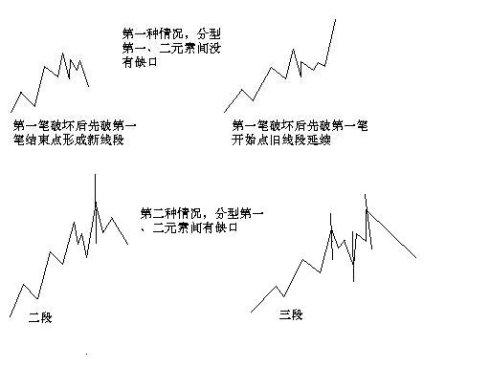 第一种情况，分型
第一、二元素间没
有缺口
第一笔破坏后先破第一
笔结束点形成新线段
第一笔破坏后先破第一笔
开始点旧线段延续
第二种情况，分型第一
、二元素间有缺口
二段
三段